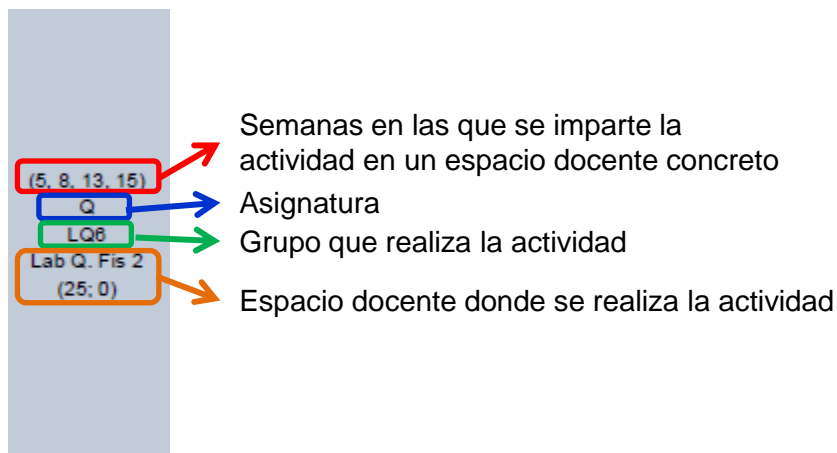 (5, 8, 13, 15)
Q
LQ6
Lab Q. Fis 2
(25; 0)
Semanas en las que se imparte la
actividad en un espacio docente concreto
Asignatura
Grupo que realiza la actividad
Espacio docente donde se realiza la actividad